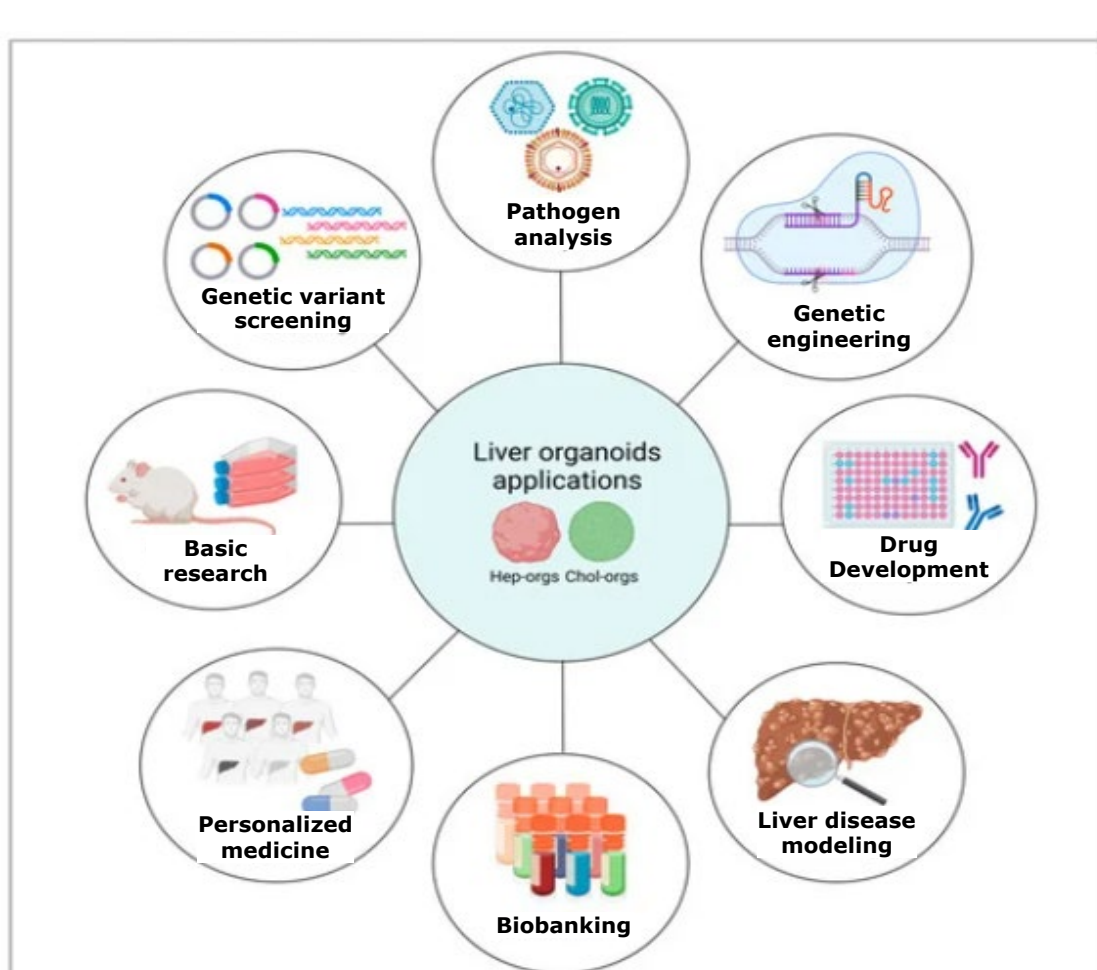 Pathogen
analysis
Genetic variant
screening
Genetic
engineering
Liver organoids
applications
Hep-orgs Chol-orgs
Basic
research
Drug
Development
Personalized
medicine
Liver disease
modeling
Biobanking